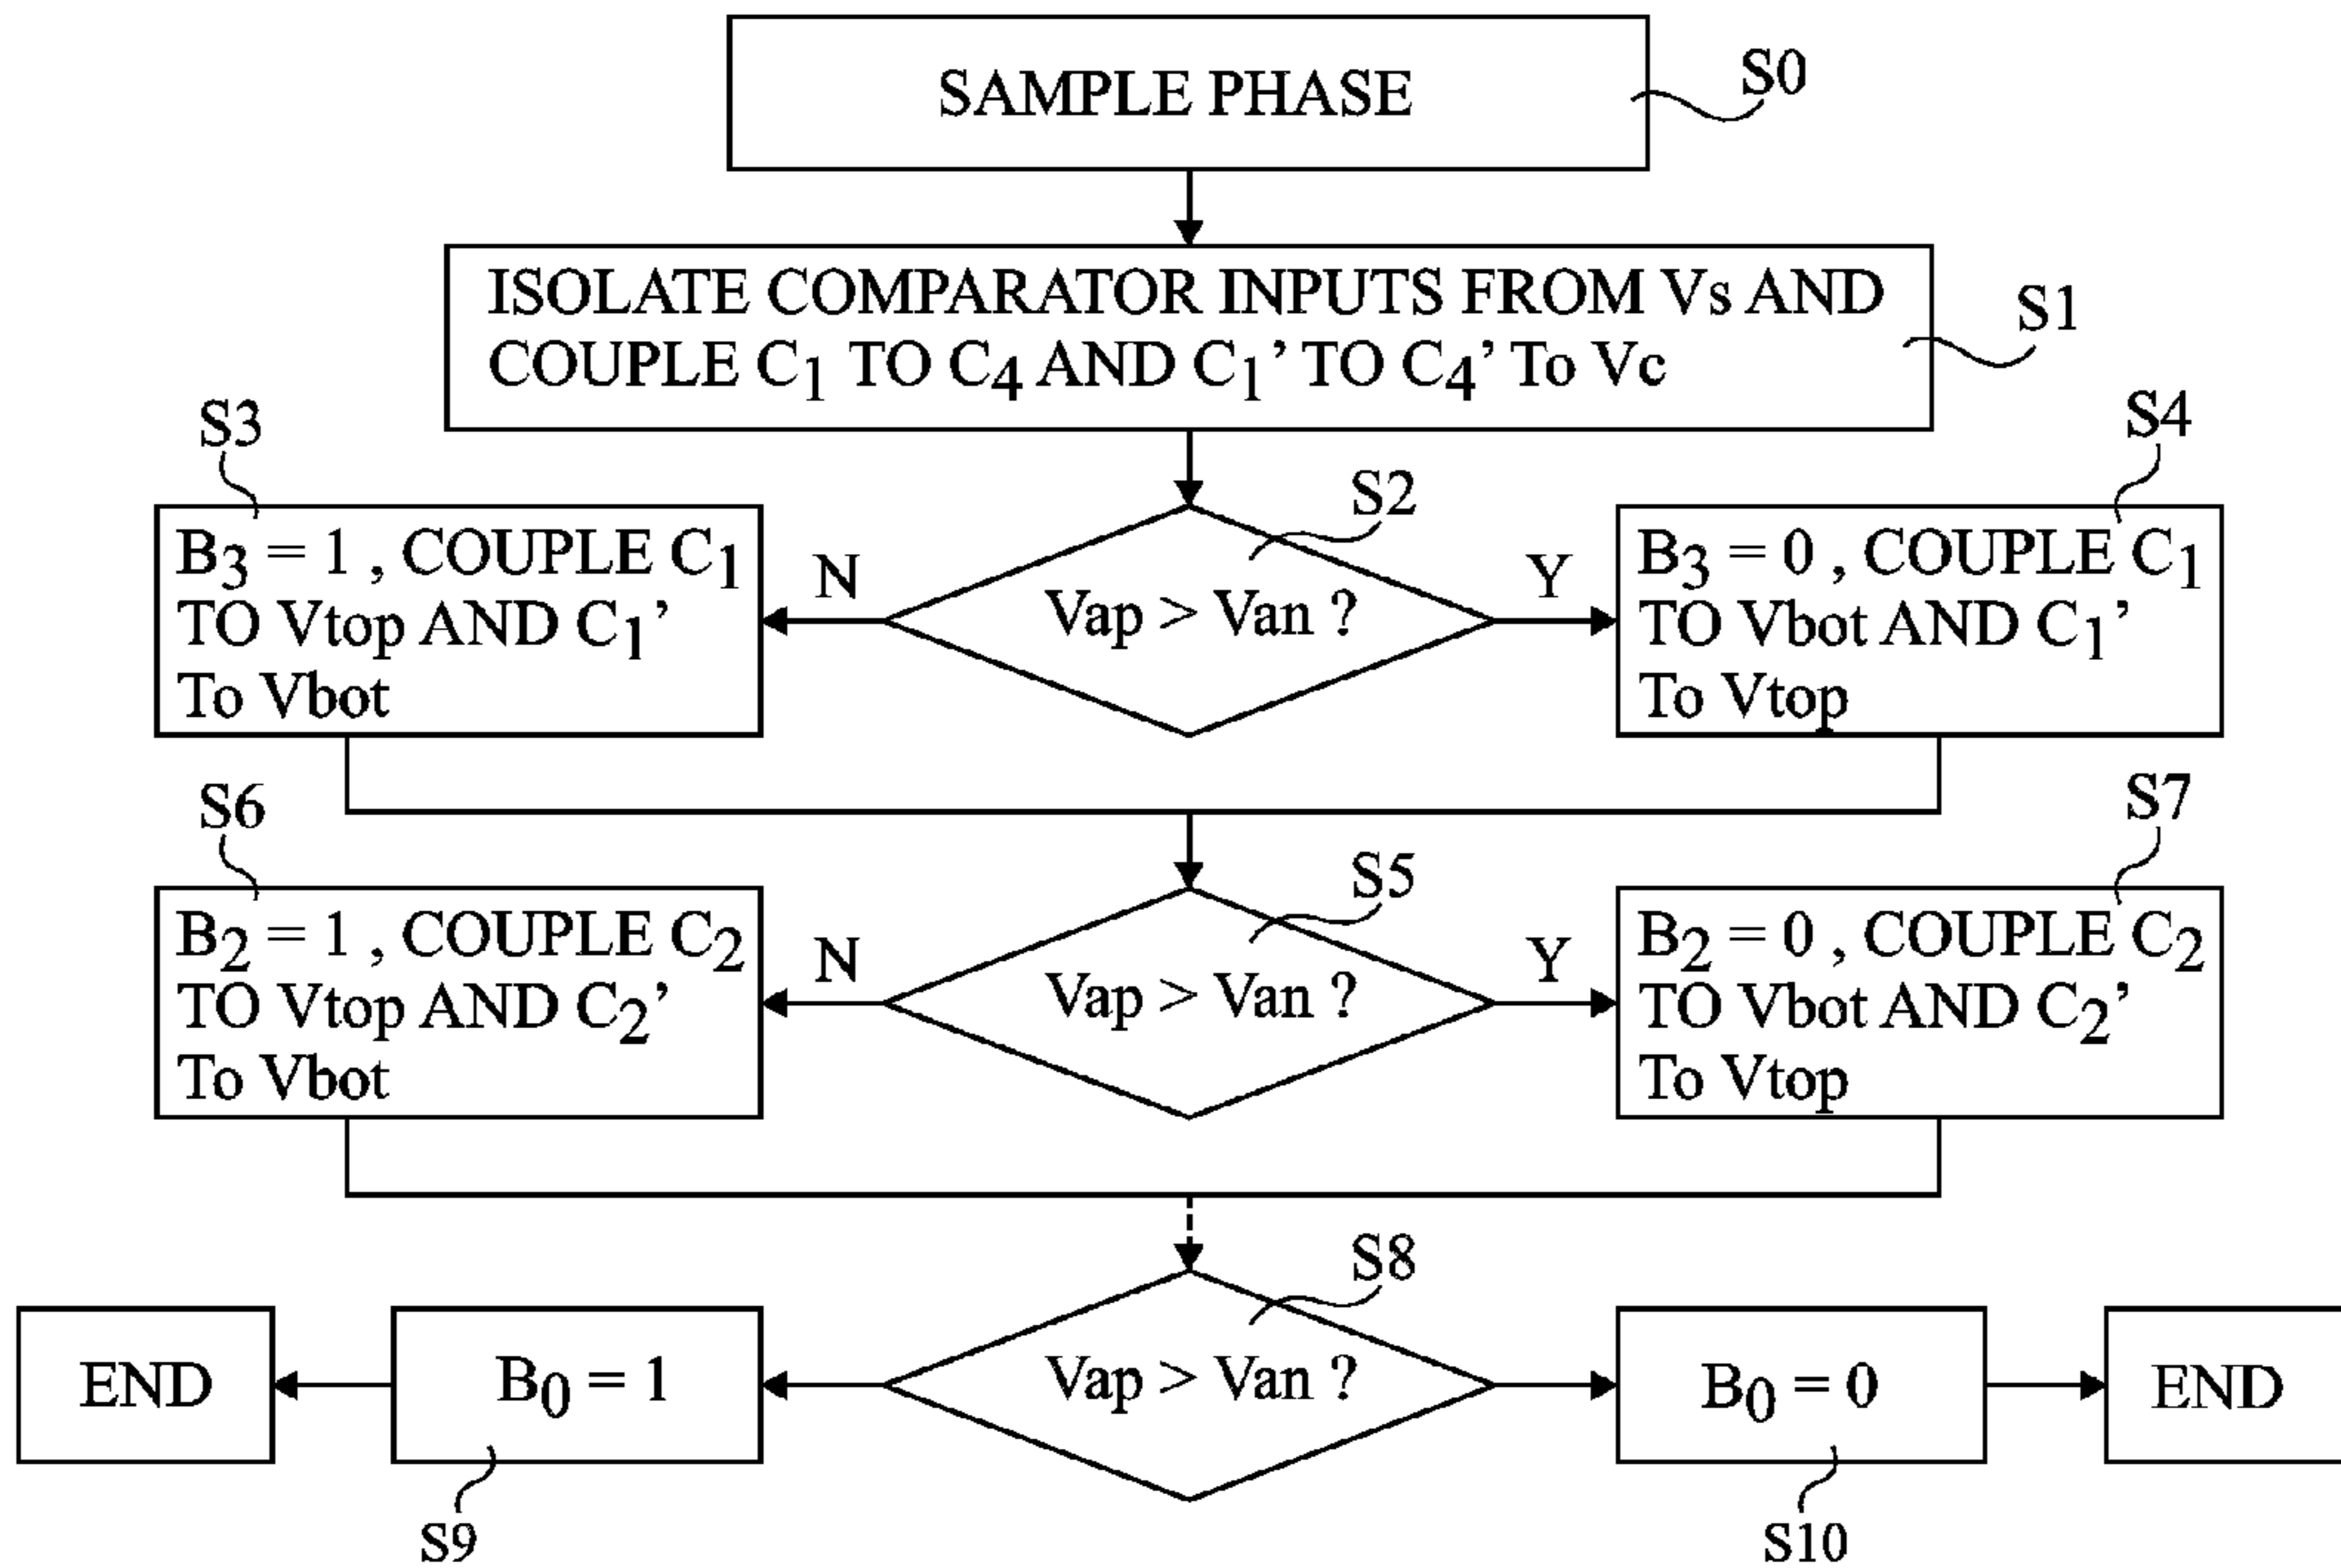 SAMPLE PHASE
S0
ISOLATE COMPARATOR INPUTS FROM Vs AND
COUPLE C1 TO C4 AND C1’ TO C4’ To Vc
S1
S3
B3 = 1 , COUPLE C1
TO Vtop AND C1’
To Vbot
N
S2
Vap > Van ?
Y
S4
B3 = 0 , COUPLE C1
TO Vbot AND C1’
To Vtop
S6
B2 = 1 , COUPLE C2
TO Vtop AND C2’
To Vbot
N
S5
Vap > Van ?
Y
S7
B2 = 0 , COUPLE C2
TO Vbot AND C2’
To Vtop
END
B0 = 1
S9
S8
Vap > Van ?
B0 = 0
S10
END